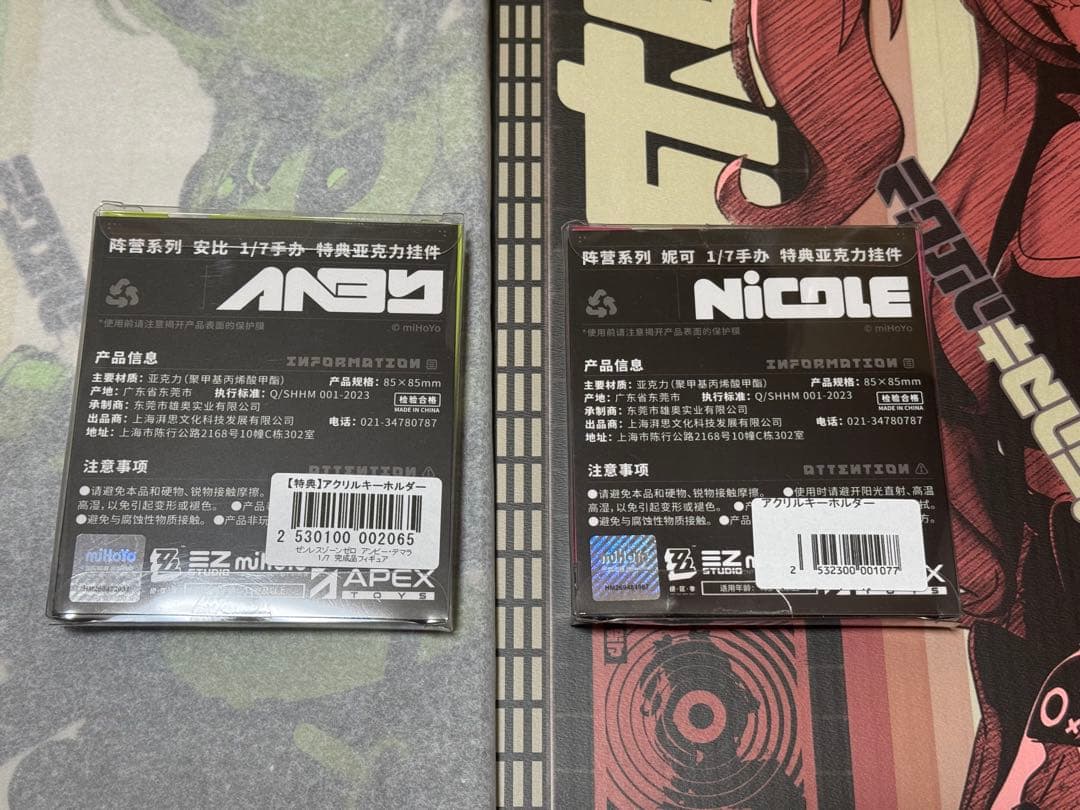 阵营系列 安比 1/7手办 特典亚克力挂件
ANBY
*使用前请注意揭开产品表面的保护膜
© miHoYo
产品信息
INFORMATION
主要材质：亚克力（聚甲基丙烯酸甲酯）
产品规格：85×85mm
产地：广东省东莞市
执行标准：Q/SHHM 001-2023
检验合格
MADE IN CHINA
承制商：东莞市雄奥实业有限公司
出品商：上海湃思文化科技发展有限公司
电话：021-34780787
地址：上海市陈行公路2168号10幢C栋302室
注意事项
ATTENTION
●请避免本品和硬物、锐物接触摩擦。
高湿，以免引起变形或褪色。 ●产品
●避免与腐蚀性物质接触。 ●产品非玩
【特典】アクリルキーホルダー
2 530100 002065
ゼンレスゾーンゼロ アンビー・デマラ
1/7 完成品フィギュア
miHoYo
EZ
STUDIO
APEX
TOYS
阵营系列 妮可 1/7手办 特典亚克力挂件
NiCOLE
*使用前请注意揭开产品表面的保护膜
© miHoYo
产品信息
INFORMATION
主要材质：亚克力（聚甲基丙烯酸甲酯）
产品规格：85×85mm
产地：广东省东莞市
执行标准：Q/SHHM 001-2023
检验合格
MADE IN CHINA
承制商：东莞市雄奥实业有限公司
出品商：上海湃思文化科技发展有限公司
电话：021-34780787
地址：上海市陈行公路2168号10幢C栋302室
注意事项
ATTENTION
●请避免本品和硬物、锐物接触摩擦。
●使用时请避开阳光直射、高温
高湿，以免引起变形或褪色。
●避免与腐蚀性物质接触。 ●产品
アクリルキーホルダー
2 532300 001077
miHoYo
EZ
STUDIO
适用年龄：